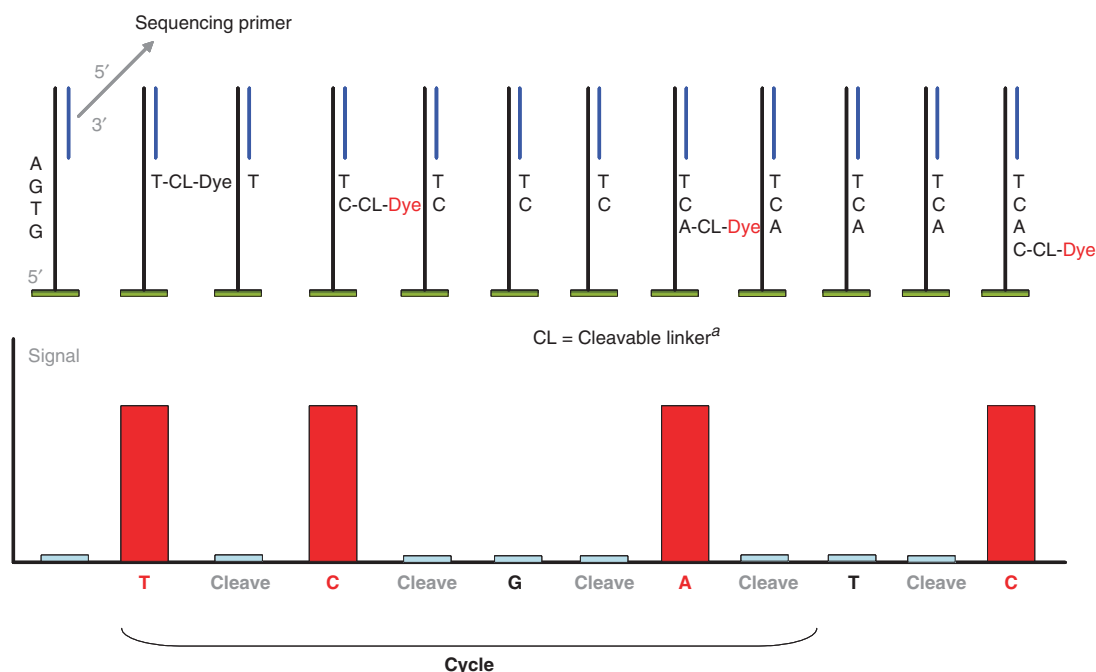 Sequencing primer
5′
3′
A
G
T
G
5′
T-CL-Dye
T
T
C-CL-Dye
T
C
T
C
T
C
T
C
A-CL-Dye
T
C
A
T
C
A
T
C
A
T
C
A
C-CL-Dye
CL = Cleavable linkerᵃ
Signal
T Cleave C Cleave G Cleave A Cleave T Cleave C
Cycle